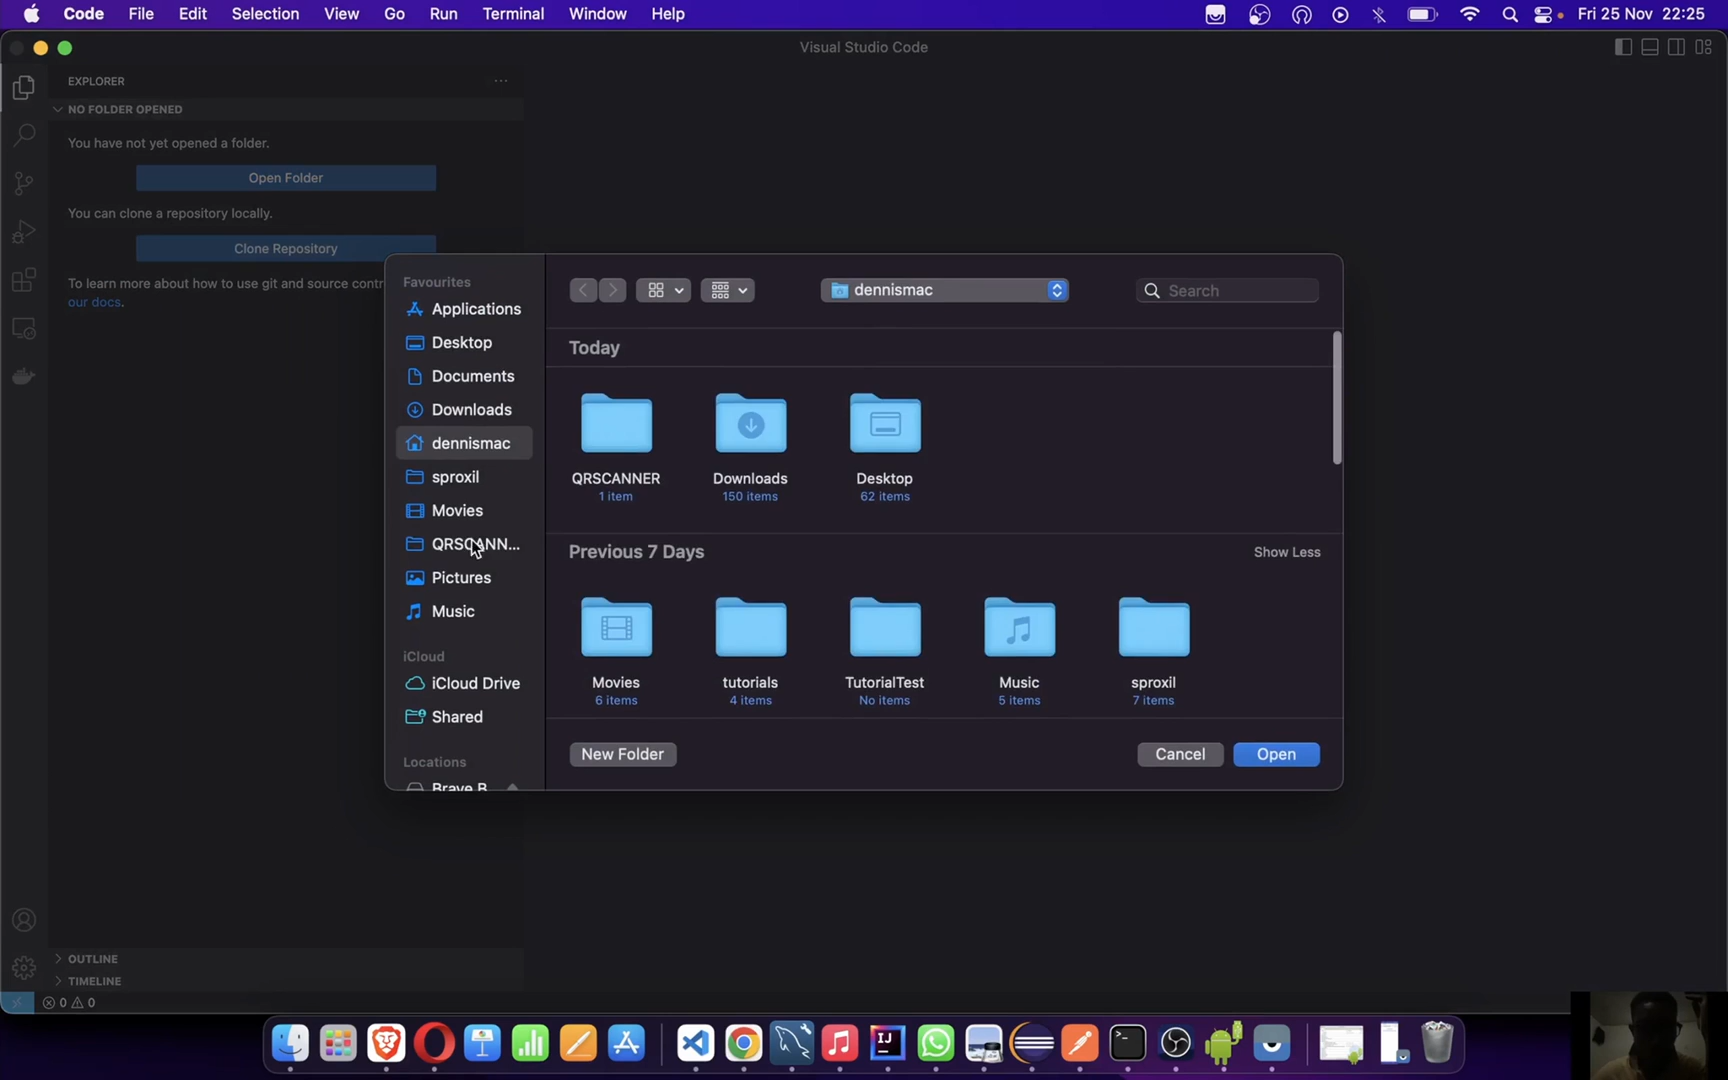 Code File Edit Selection View Go Run Terminal Window Help
Fri 25 Nov 22:25
Visual Studio Code
EXPLORER
NO FOLDER OPENED
You have not yet opened a folder.
Open Folder
You can clone a repository locally.
Clone Repository
To learn more about how to use git and source contr
our docs.
OUTLINE
TIMELINE
0 0
Favourites
Applications
Desktop
Documents
Downloads
dennismac
sproxil
Movies
QRSCANN...
Pictures
Music
iCloud
iCloud Drive
Shared
Locations
Brave B
dennismac
Search
Today
QRSCANNER
1 item
Downloads
150 items
Desktop
62 items
Previous 7 Days
Show Less
Movies
6 items
tutorials
4 items
TutorialTest
No items
Music
5 items
sproxil
7 items
New Folder
Cancel
Open
IJ